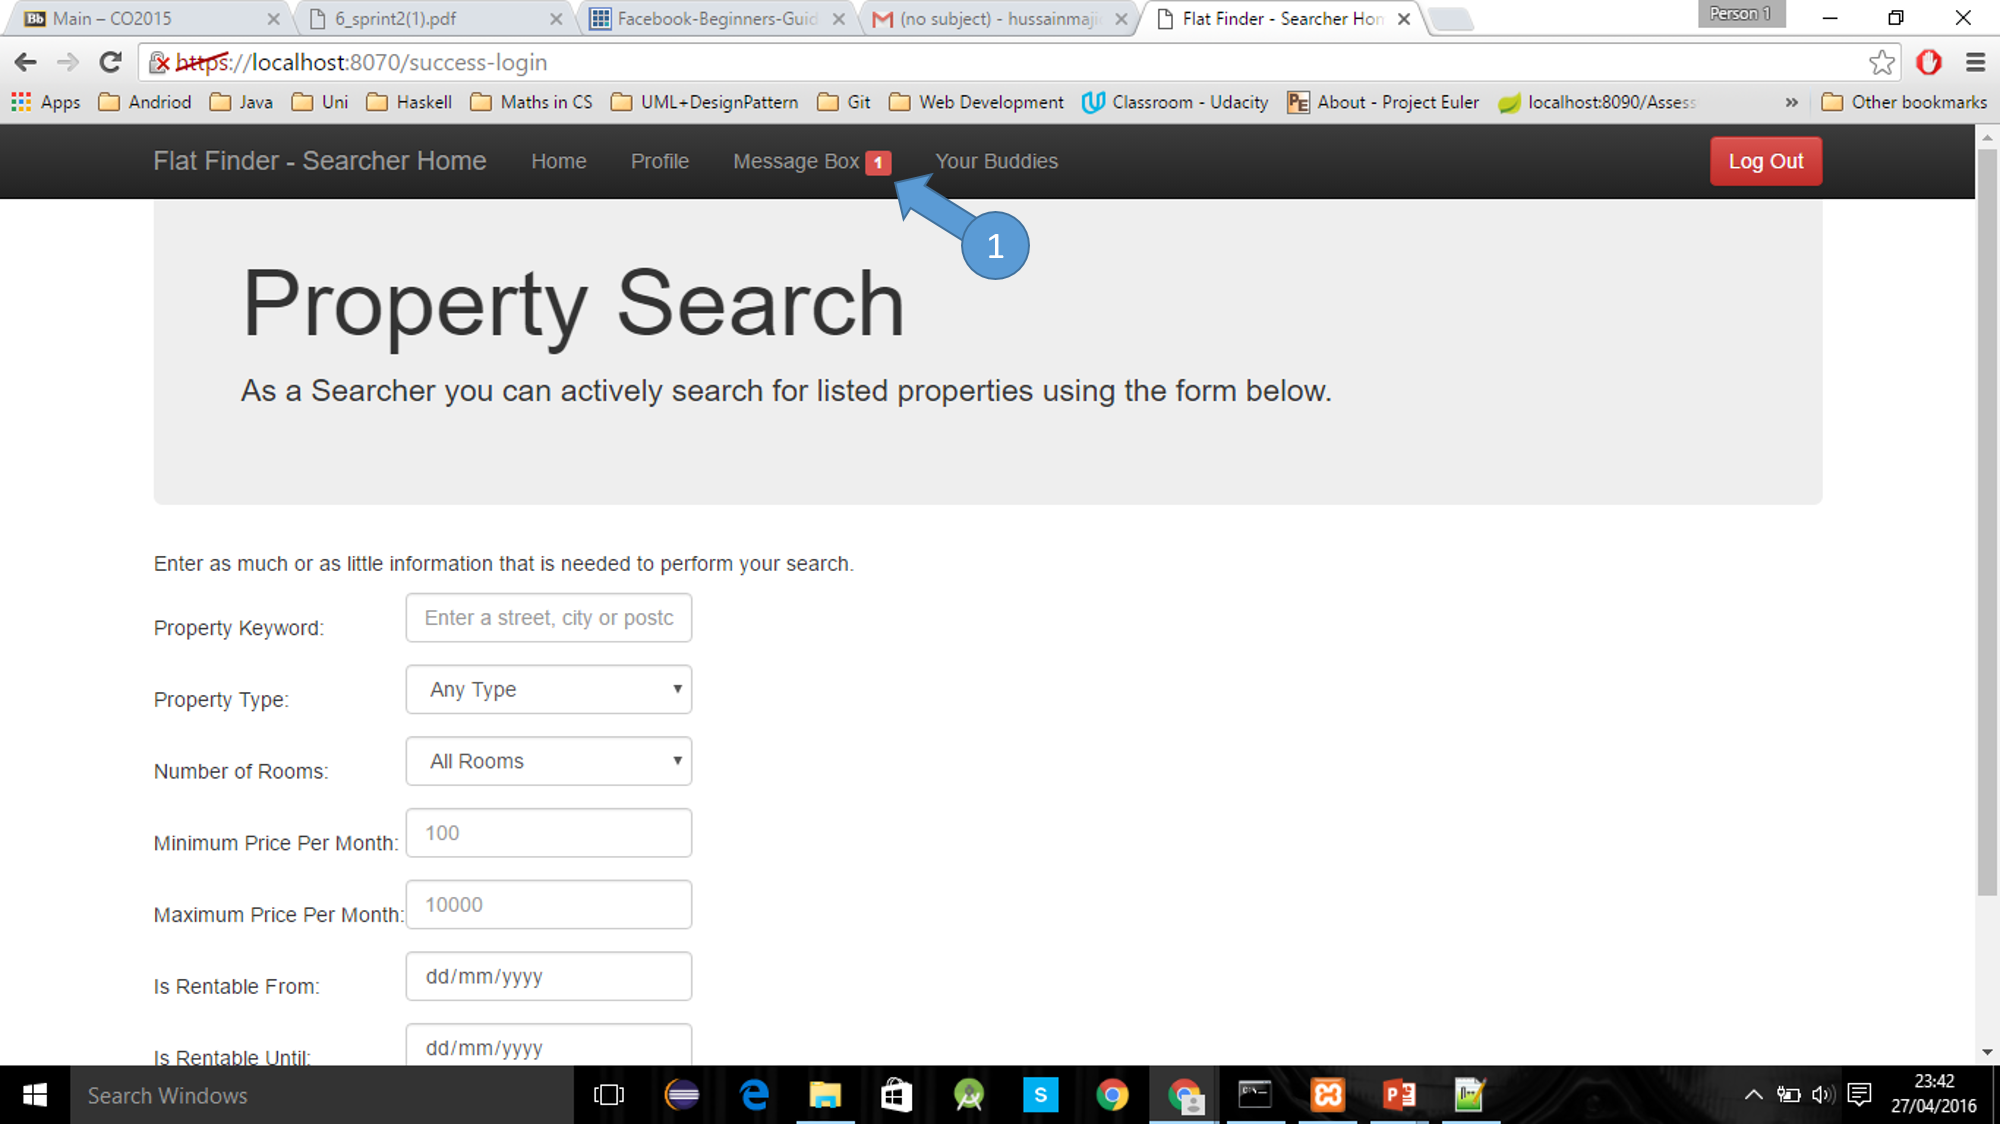 Bb Main – CO2015
6_sprint2(1).pdf
Facebook-Beginners-Guid
(no subject) - hussainmaji
Flat Finder - Searcher Hon
Person 1
https://localhost:8070/success-login
Apps Andriod Java Uni Haskell Maths in CS UML+DesignPattern Git Web Development Classroom - Udacity PE About - Project Euler localhost:8090/Assess » Other bookmarks
Flat Finder - Searcher Home Home Profile Message Box 1 Your Buddies Log Out
1
Property Search
As a Searcher you can actively search for listed properties using the form below.
Enter as much or as little information that is needed to perform your search.
Property Keyword: Enter a street, city or postc
Property Type: Any Type
Number of Rooms: All Rooms
Minimum Price Per Month: 100
Maximum Price Per Month: 10000
Is Rentable From: dd/mm/yyyy
Is Rentable Until: dd/mm/yyyy
Search Windows
23:42
27/04/2016